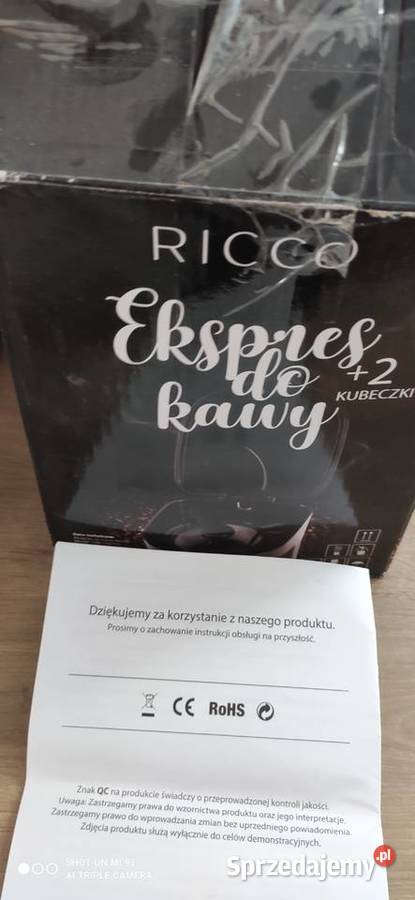 RICCO
Ekspres
do
kawy
+2
KUBECZKI
Dziękujemy za korzystanie z naszego produktu.
Prosimy o zachowanie instrukcji obsługi na przyszłość.
CE RoHS
Znak QC na produkcie świadczy o przeprowadzonej kontroli jakości.
Uwaga: Zastrzegamy prawa do wzornictwa produktu oraz jego interpretacje.
Zastrzegamy prawo do wprowadzania zmian bez uprzedniego powiadomienia.
Zdjęcia produktu służą wyłącznie do celów demonstracyjnych.
SHOT ON MI 9T
AI TRIPLE CAMERA
Sprzedajemy.pl